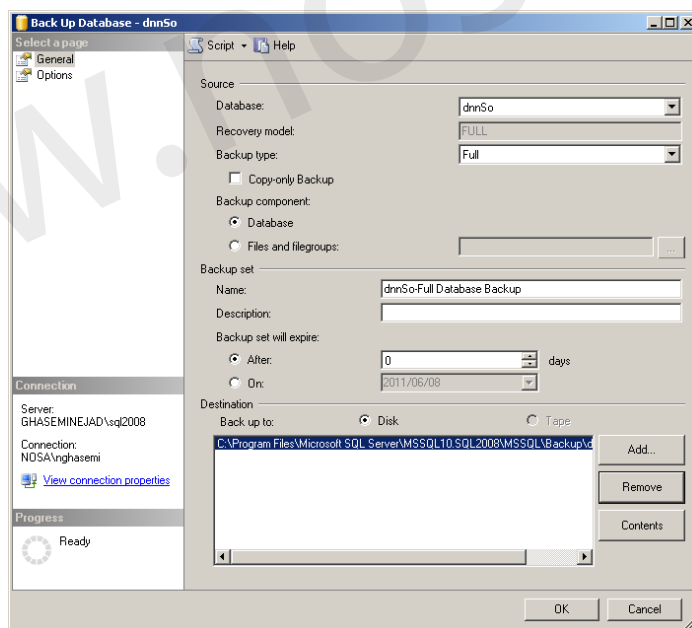 Back Up Database - dnnSo
Select a page
General
Options
Script Help
Source
Database: dnnSo
Recovery model: FULL
Backup type: Full
Copy-only Backup
Backup component:
Database
Files and filegroups: ...
Backup set
Name: dnnSo-Full Database Backup
Description:
Backup set will expire:
After: 0 days
On: 2011/06/08
Destination
Back up to: Disk Tape
C:\Program Files\Microsoft SQL Server\MSSQL10.SQL2008\MSSQL\Backup\d
Add...
Remove
Contents
Connection
Server:
GHASEMINEJAD\sql2008
Connection:
NOSA\nghasemi
View connection properties
Progress
Ready
OK Cancel
w.nos